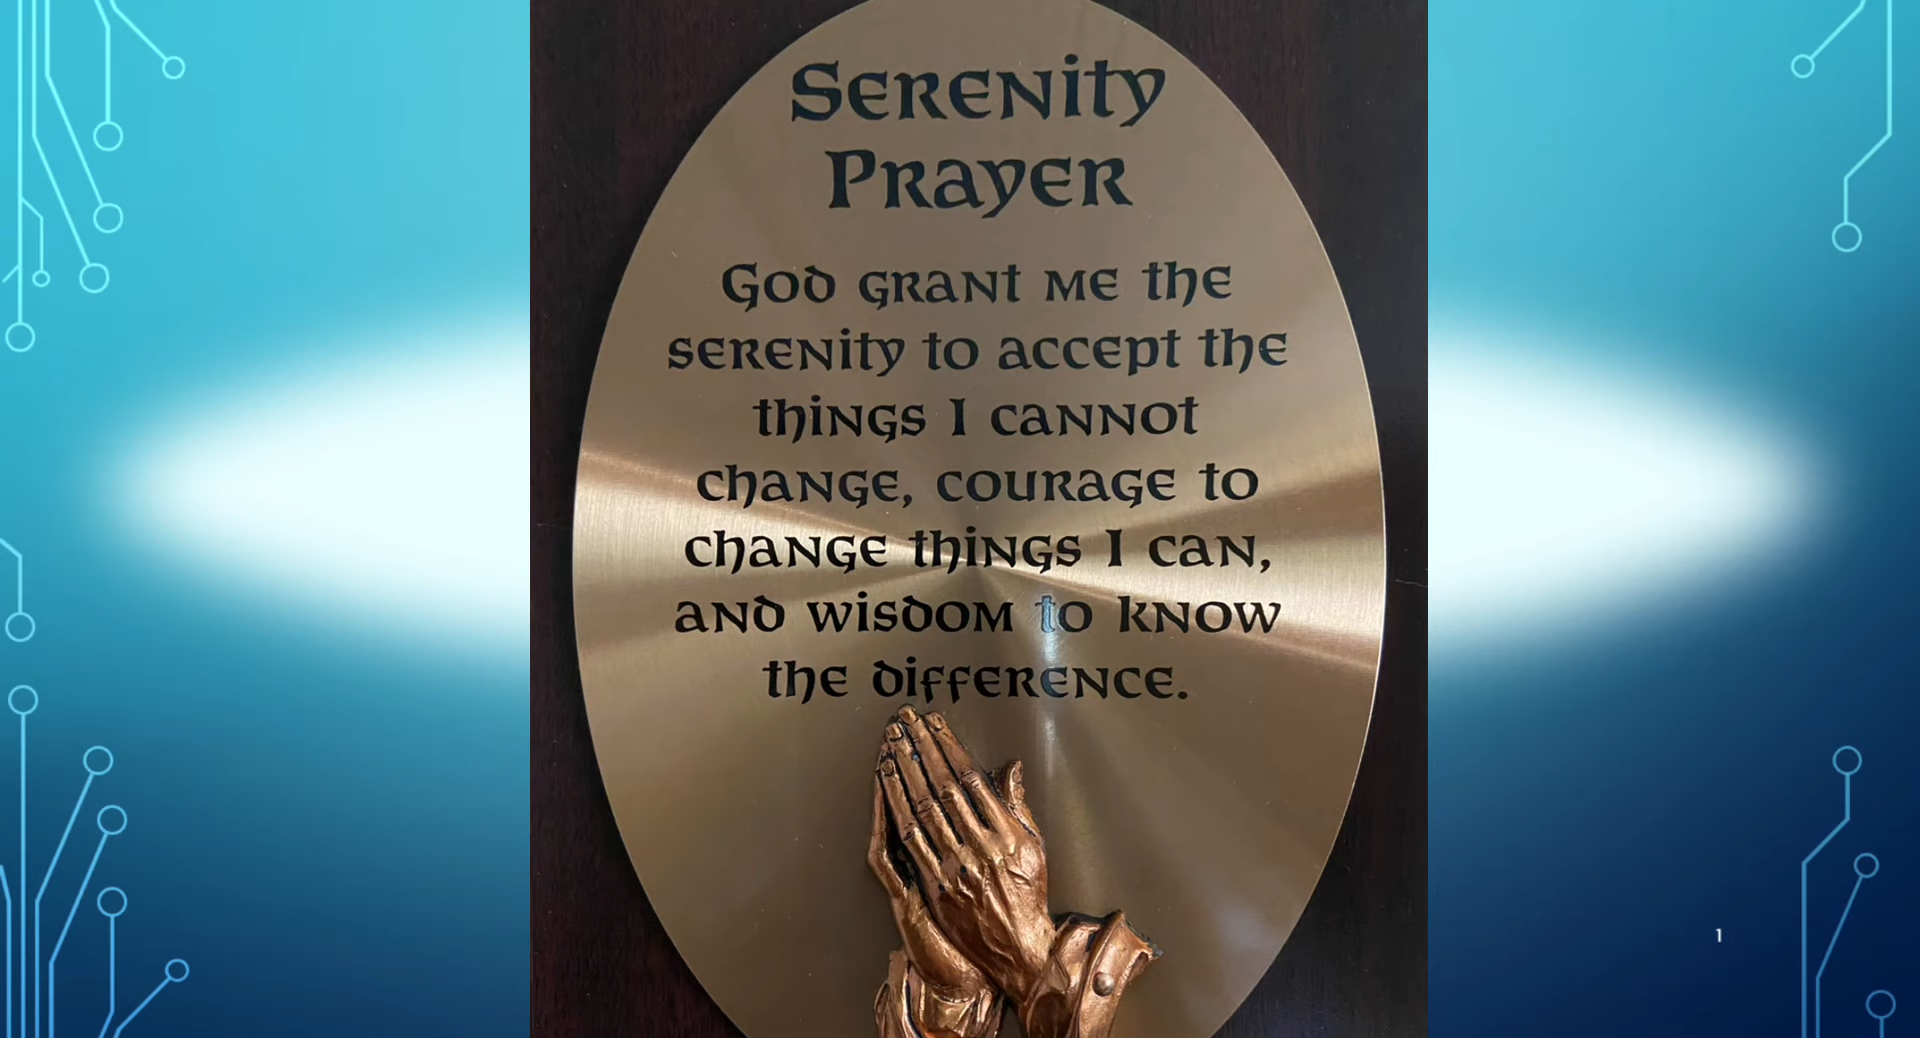 Serenity
Prayer
God grant me the
serenity to accept the
things I cannot
change, courage to
change things I can,
and wisdom to know
the difference.
1